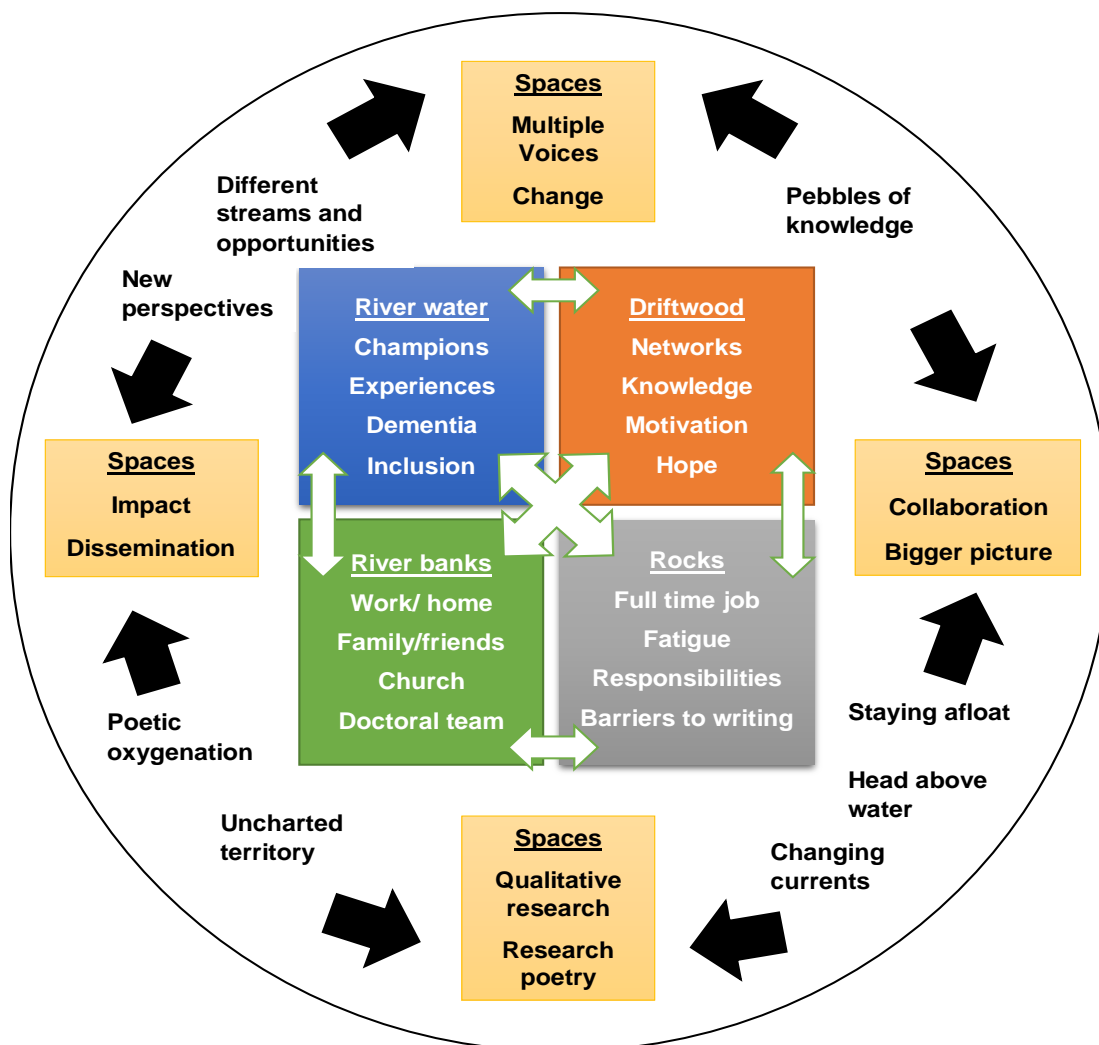 Spaces
Multiple
Voices
Change
Different
streams and
opportunities
Pebbles of
knowledge
New
perspectives
River water
Champions
Experiences
Dementia
Inclusion
Driftwood
Networks
Knowledge
Motivation
Hope
Spaces
Impact
Dissemination
Spaces
Collaboration
Bigger picture
River banks
Work/ home
Family/friends
Church
Doctoral team
Rocks
Full time job
Fatigue
Responsibilities
Barriers to writing
Poetic
oxygenation
Staying afloat
Head above
water
Uncharted
territory
Spaces
Qualitative
research
Research
poetry
Changing
currents